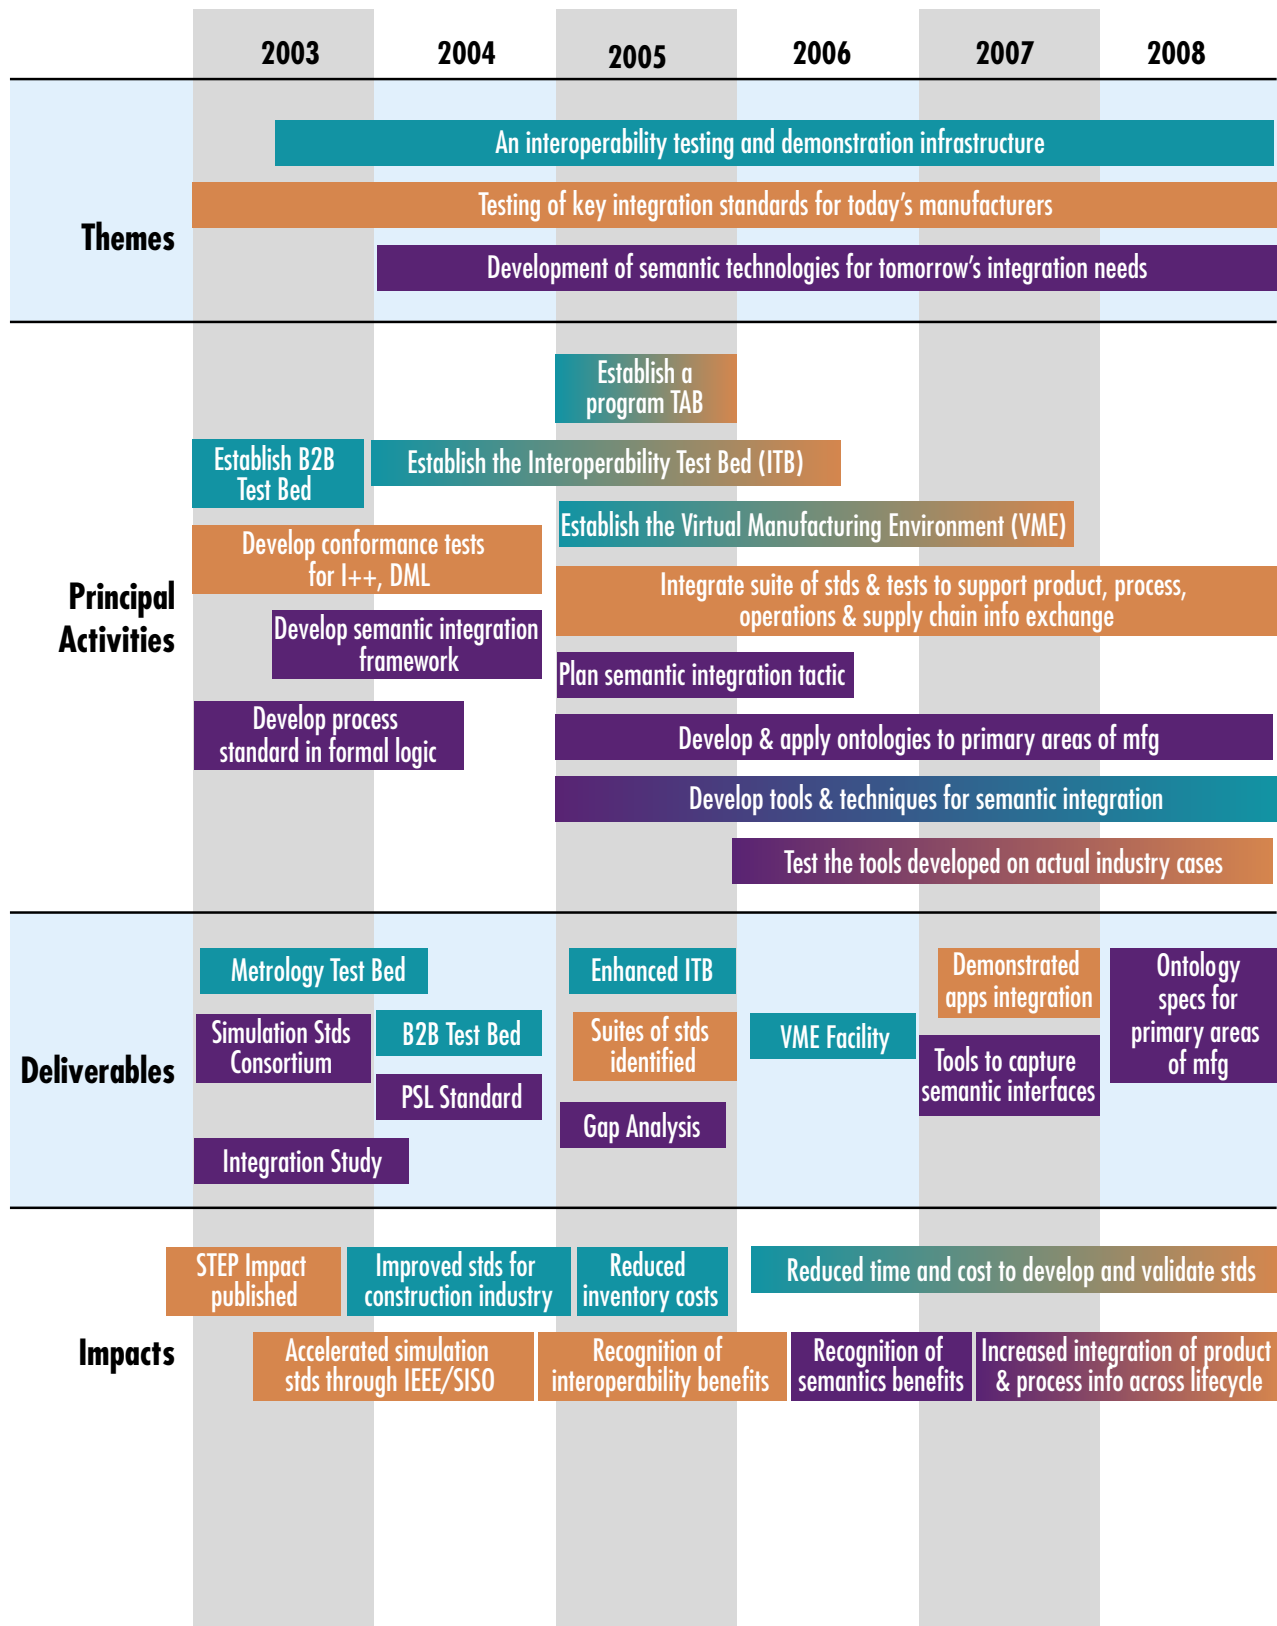 2003 2004 2005 2006 2007 2008
Themes
An interoperability testing and demonstration infrastructure
Testing of key integration standards for today's manufacturers
Development of semantic technologies for tomorrow's integration needs
Principal
Activities
Establish a
program TAB
Establish B2B
Test Bed
Establish the Interoperability Test Bed (ITB)
Establish the Virtual Manufacturing Environment (VME)
Develop conformance tests
for I++, DML
Integrate suite of stds & tests to support product, process,
operations & supply chain info exchange
Develop semantic integration
framework
Plan semantic integration tactic
Develop process
standard in formal logic
Develop & apply ontologies to primary areas of mfg
Develop tools & techniques for semantic integration
Test the tools developed on actual industry cases
Deliverables
Metrology Test Bed
Simulation Stds
Consortium
Integration Study
B2B Test Bed
PSL Standard
Enhanced ITB
Suites of stds
identified
Gap Analysis
VME Facility
Demonstrated
apps integration
Tools to capture
semantic interfaces
Ontology
specs for
primary areas
of mfg
Impacts
STEP Impact
published
Improved stds for
construction industry
Reduced
inventory costs
Reduced time and cost to develop and validate stds
Accelerated simulation
stds through IEEE/SISO
Recognition of
interoperability benefits
Recognition of
semantics benefits
Increased integration of product
& process info across lifecycle